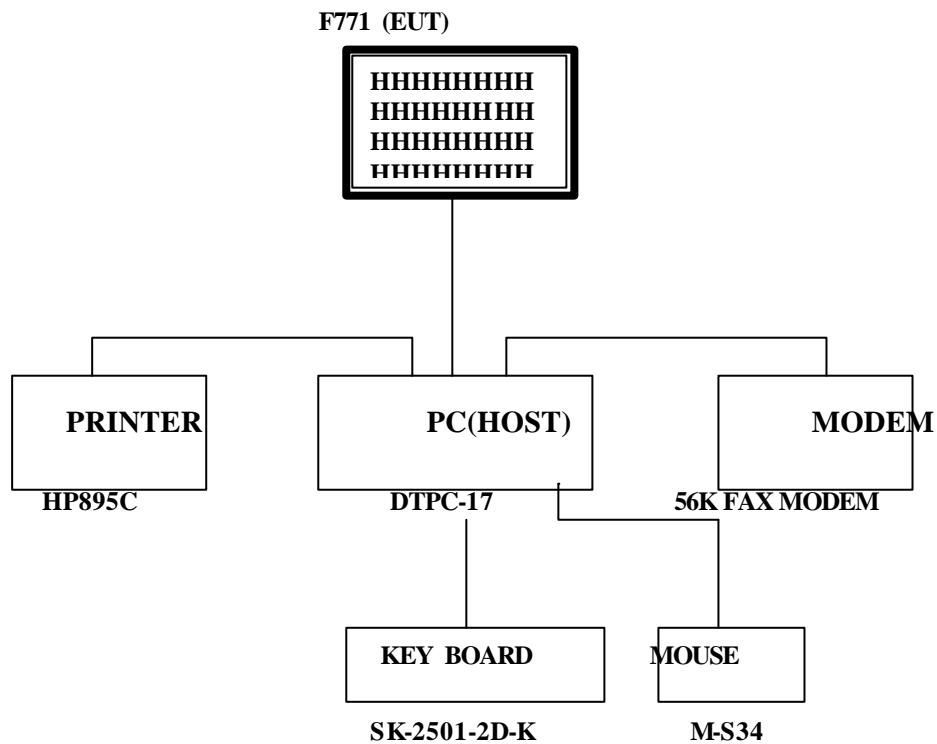 F771 (EUT)
HHHHHHHH
HHHHHHHH
HHHHHHHH
HHHHHHHH
PRINTER
PC(HOST)
MODEM
HP895C
DTPC-17
56K FAX MODEM
KEY BOARD
MOUSE
SK-2501-2D-K
M-S34